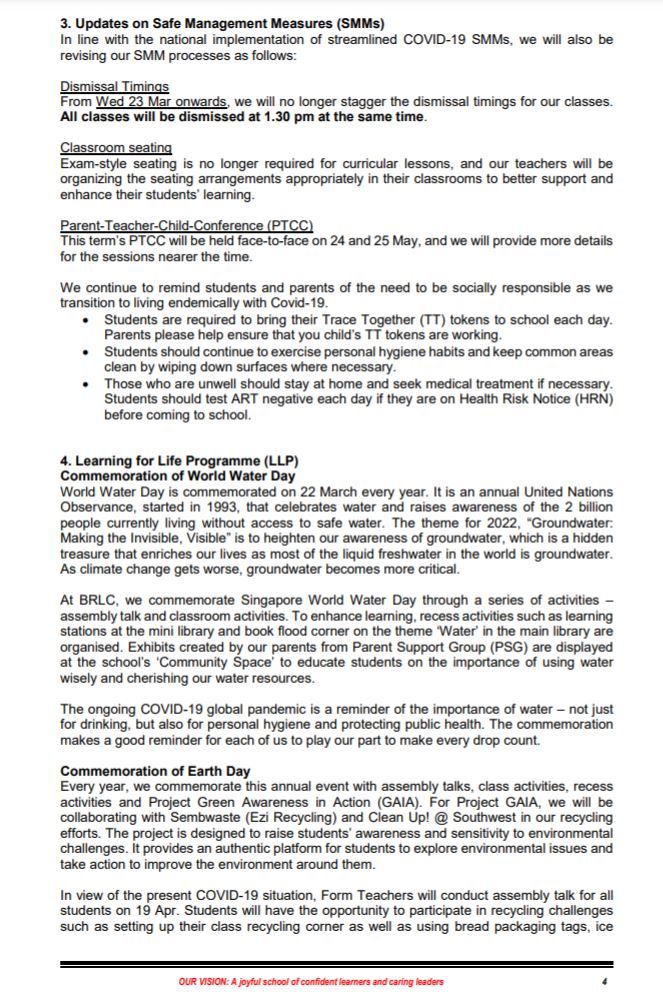 3. Updates on Safe Management Measures (SMMs)
In line with the national implementation of streamlined COVID-19 SMMs, we will also be
revising our SMM processes as follows:
Dismissal Timings
From Wed 23 Mar onwards, we will no longer stagger the dismissal timings for our classes.
All classes will be dismissed at 1.30 pm at the same time.
Classroom seating
Exam-style seating is no longer required for curricular lessons, and our teachers will be
organizing the seating arrangements appropriately in their classrooms to better support and
enhance their students' learning.
Parent-Teacher-Child-Conference (PTCC)
This term's PTCC will be held face-to-face on 24 and 25 May, and we will provide more details
for the sessions nearer the time.
We continue to remind students and parents of the need to be socially responsible as we
transition to living endemically with Covid-19.
• Students are required to bring their Trace Together (TT) tokens to school each day.
Parents please help ensure that you child's TT tokens are working.
• Students should continue to exercise personal hygiene habits and keep common areas
clean by wiping down surfaces where necessary.
• Those who are unwell should stay at home and seek medical treatment if necessary.
Students should test ART negative each day if they are on Health Risk Notice (HRN)
before coming to school.
4. Learning for Life Programme (LLP)
Commemoration of World Water Day
World Water Day is commemorated on 22 March every year. It is an annual United Nations
Observance, started in 1993, that celebrates water and raises awareness of the 2 billion
people currently living without access to safe water. The theme for 2022, "Groundwater:
Making the Invisible, Visible" is to heighten our awareness of groundwater, which is a hidden
treasure that enriches our lives as most of the liquid freshwater in the world is groundwater.
As climate change gets worse, groundwater becomes more critical.
At BRLC, we commemorate Singapore World Water Day through a series of activities –
assembly talk and classroom activities. To enhance learning, recess activities such as learning
stations at the mini library and book flood corner on the theme 'Water' in the main library are
organised. Exhibits created by our parents from Parent Support Group (PSG) are displayed
at the school's 'Community Space' to educate students on the importance of using water
wisely and cherishing our water resources.
The ongoing COVID-19 global pandemic is a reminder of the importance of water – not just
for drinking, but also for personal hygiene and protecting public health. The commemoration
makes a good reminder for each of us to play our part to make every drop count.
Commemoration of Earth Day
Every year, we commemorate this annual event with assembly talks, class activities, recess
activities and Project Green Awareness in Action (GAIA). For Project GAIA, we will be
collaborating with Sembwaste (Ezi Recycling) and Clean Up! @ Southwest in our recycling
efforts. The project is designed to raise students' awareness and sensitivity to environmental
challenges. It provides an authentic platform for students to explore environmental issues and
take action to improve the environment around them.
In view of the present COVID-19 situation, Form Teachers will conduct assembly talk for all
students on 19 Apr. Students will have the opportunity to participate in recycling challenges
such as setting up their class recycling corner as well as using bread packaging tags, ice
OUR VISION: A joyful school of confident learners and caring leaders
4